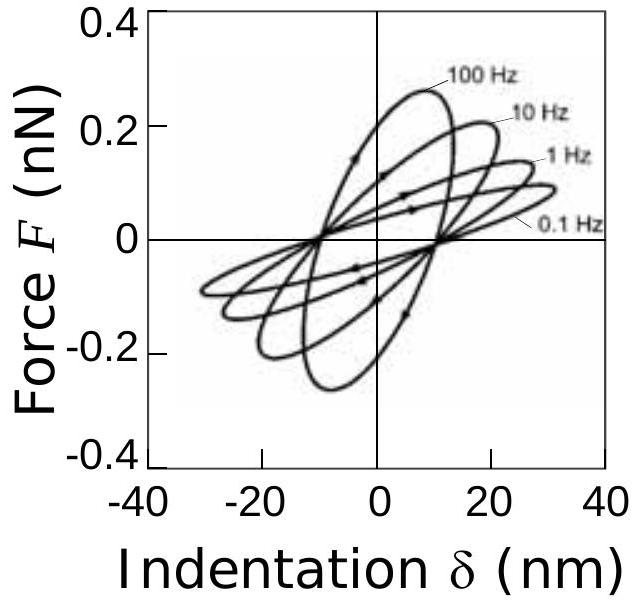 0.4
0.2
0
-0.2
-0.4
Force F (nN)
100 Hz
10 Hz
1 Hz
0.1 Hz
-40 -20 0 20 40
Indentation δ (nm)